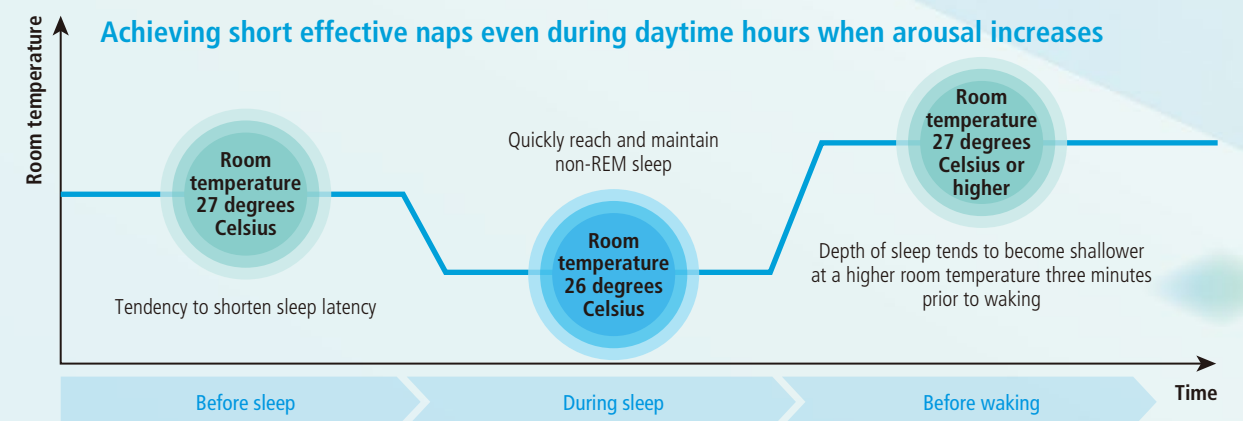 Achieving short effective naps even during daytime hours when arousal increases
Room temperature
Room
temperature
27 degrees
Celsius
Tendency to shorten sleep latency
Quickly reach and maintain
non-REM sleep
Room
temperature
26 degrees
Celsius
Room
temperature
27 degrees
Celsius or
higher
Depth of sleep tends to become shallower
at a higher room temperature three minutes
prior to waking
Time
Before sleep
During sleep
Before waking